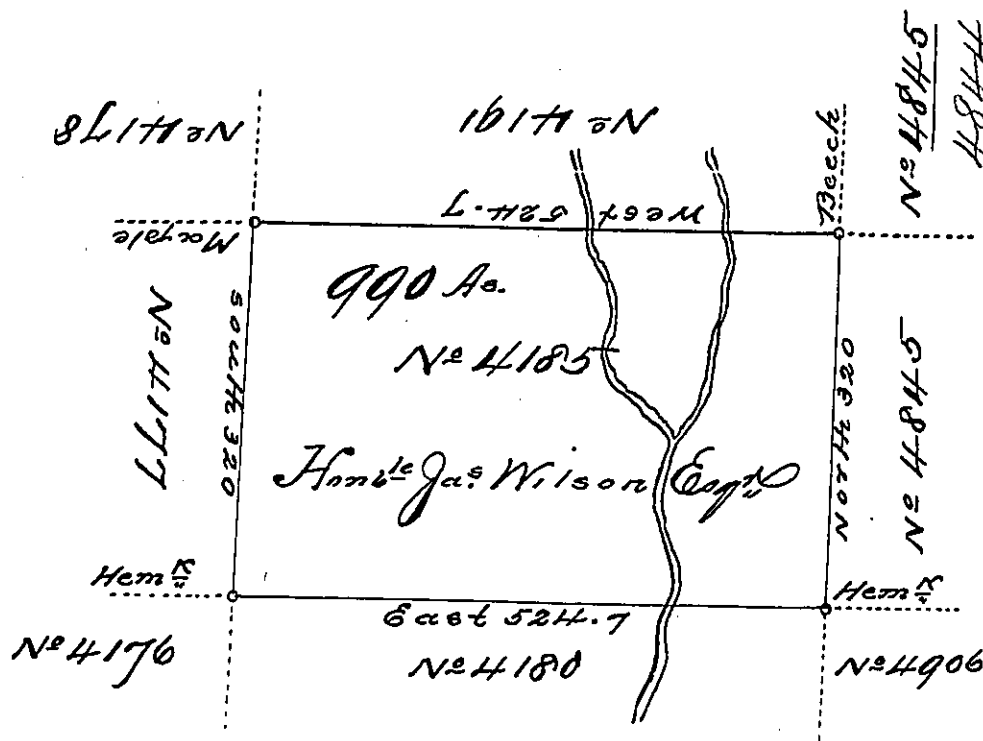 Nº 4845
4844
Nº 4178
Nº 4191
Beech
Maple
West 524.7
990 As.
Nº 4177
South 320
Nº 4185
North 320
Nº 4845
Honble Jas. Wilson Esqr
Hemk
Hemk
East 524.7
Nº 4176
Nº 4180
Nº 4906